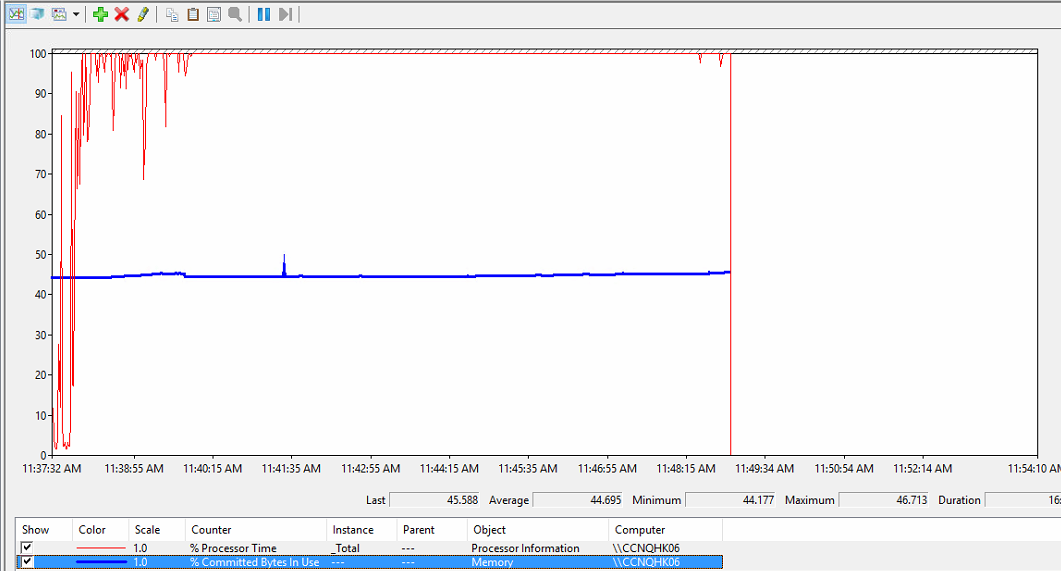 100
90
80
70
60
50
40
30
20
10
0
11:37:32 AM 11:38:55 AM 11:40:15 AM 11:41:35 AM 11:42:55 AM 11:44:15 AM 11:45:35 AM 11:46:55 AM 11:48:15 AM 11:49:34 AM 11:50:54 AM 11:52:14 AM 11:54:10 AM
Last 45.588 Average 44.695 Minimum 44.177 Maximum 46.713 Duration 16:
Show Color Scale Counter Instance Parent Object Computer
1.0 % Processor Time _Total --- Processor Information \\CCNQHK06
1.0 % Committed Bytes In Use --- --- Memory \\CCNQHK06